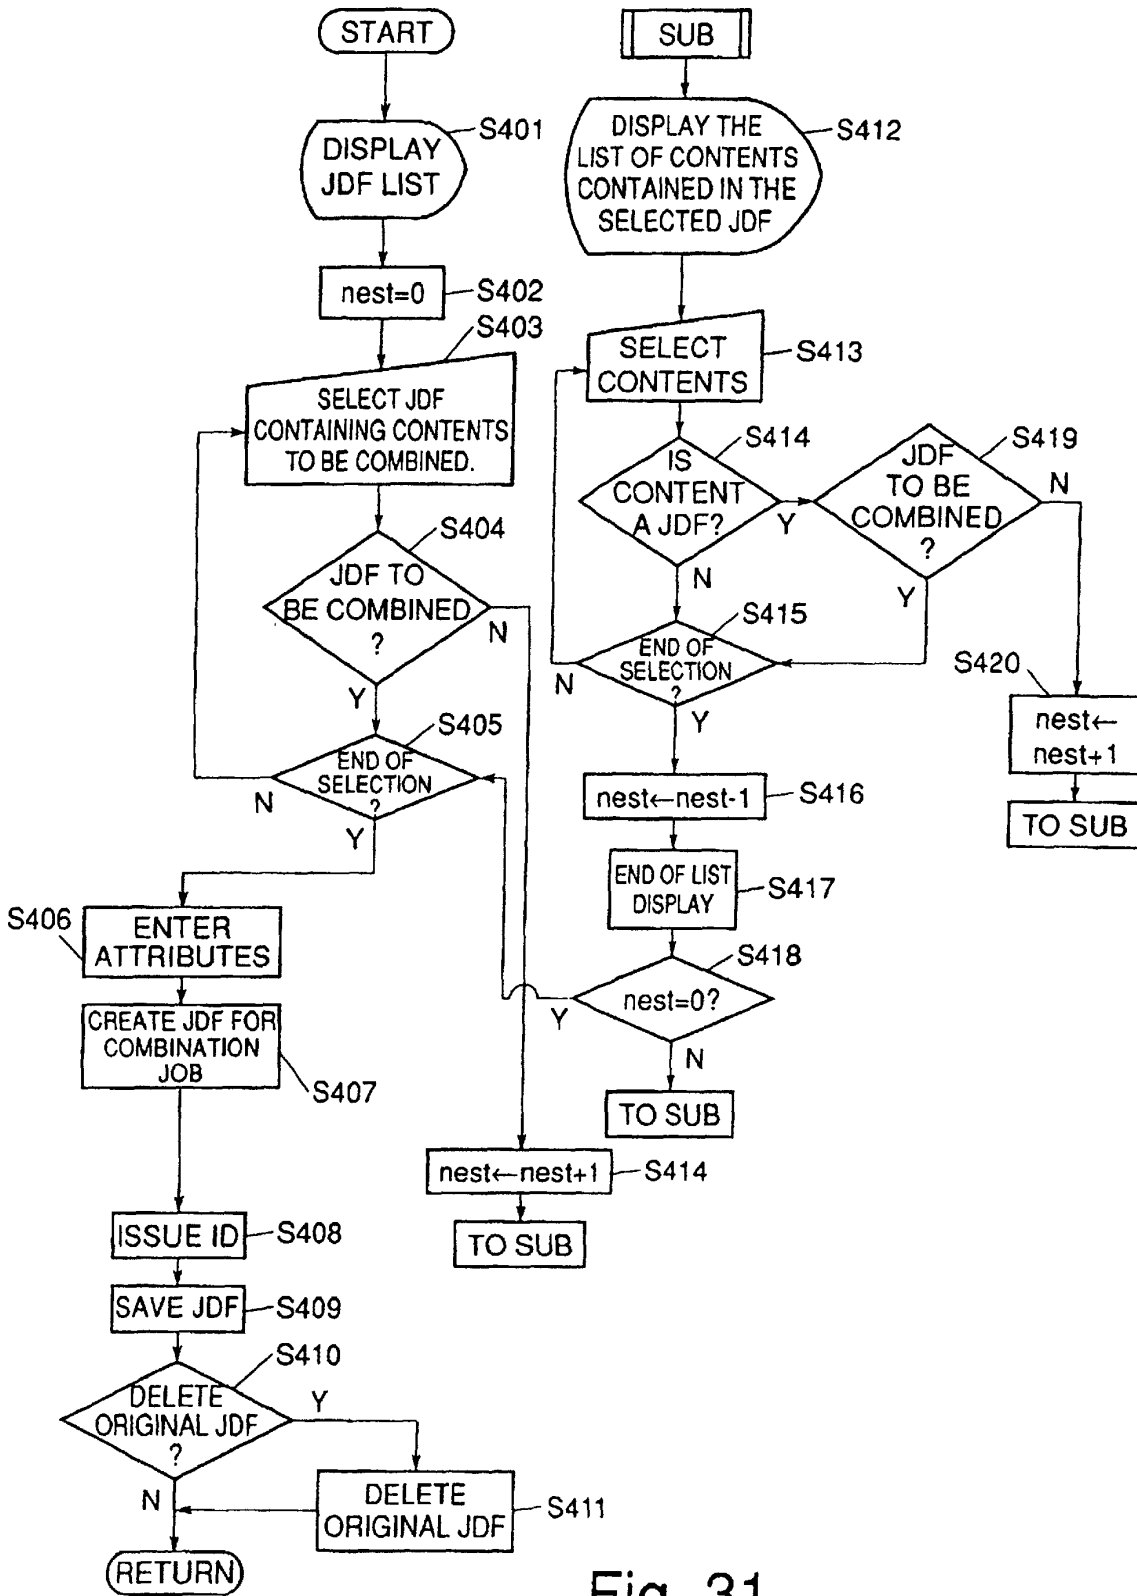 START
DISPLAY
JDF LIST
S401
nest=0
S402
S403
SELECT JDF
CONTAINING CONTENTS
TO BE COMBINED.
S404
JDF TO
BE COMBINED
?
N
Y
S405
END OF
SELECTION
?
N
Y
S406
ENTER
ATTRIBUTES
CREATE JDF FOR
COMBINATION
JOB
S407
ISSUE ID
S408
SAVE JDF
S409
S410
DELETE
ORIGINAL JDF
?
Y
N
DELETE
ORIGINAL JDF
S411
RETURN
nest←nest+1
S414
TO SUB
SUB
DISPLAY THE
LIST OF CONTENTS
CONTAINED IN THE
SELECTED JDF
S412
SELECT
CONTENTS
S413
S414
IS
CONTENT
A JDF?
Y
N
S415
END OF
SELECTION
?
N
Y
nest←nest-1
S416
END OF LIST
DISPLAY
S417
S418
nest=0?
Y
N
TO SUB
S419
JDF
TO BE
COMBINED
?
N
Y
S420
nest←
nest+1
TO SUB
Fig. 31